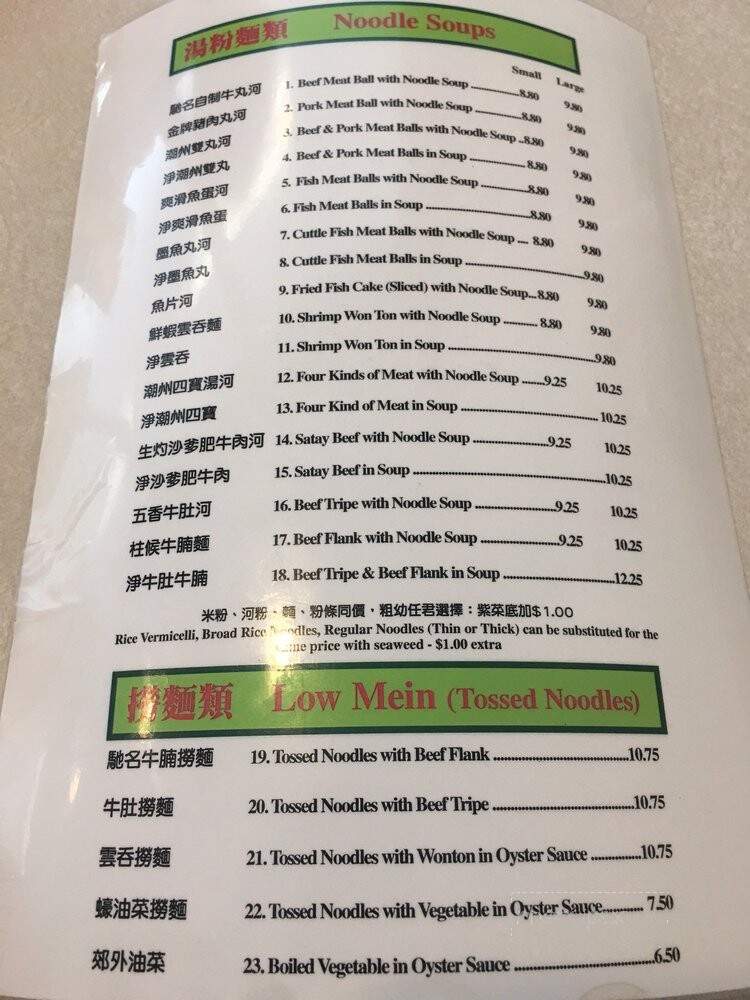 湯粉麵類 Noodle Soups
Small Large
馳名自制牛丸河 1. Beef Meat Ball with Noodle Soup ..........8.80 9.80
金牌豬肉丸河 2. Pork Meat Ball with Noodle Soup ..........8.80 9.80
潮州雙丸河 3. Beef & Pork Meat Balls with Noodle Soup ..8.80 9.80
淨潮州雙丸 4. Beef & Pork Meat Balls in Soup .......... 8.80 9.80
爽滑魚蛋河 5. Fish Meat Balls with Noodle Soup ..........8.80 9.80
淨爽滑魚蛋 6. Fish Meat Balls in Soup ..........8.80 9.80
墨魚丸河 7. Cuttle Fish Meat Balls with Noodle Soup .... 8.80 9.80
淨墨魚丸 8. Cuttle Fish Meat Balls in Soup ..........9.80
魚片河 9. Fried Fish Cake (Sliced) with Noodle Soup...8.80 9.80
鮮蝦雲吞麵 10. Shrimp Won Ton with Noodle Soup .......... 8.80 9.80
淨雲吞 11. Shrimp Won Ton in Soup ..........9.80
潮州四寶湯河 12. Four Kinds of Meat with Noodle Soup .......9.25 10.25
淨潮州四寶 13. Four Kind of Meat in Soup .......... 10.25
生灼沙爹肥牛肉河 14. Satay Beef with Noodle Soup ..........9.25 10.25
淨沙爹肥牛肉 15. Satay Beef in Soup ..........10.25
五香牛肚河 16. Beef Tripe with Noodle Soup ..........9.25 10.25
柱候牛腩麵 17. Beef Flank with Noodle Soup ..........9.25 10.25
淨牛肚牛腩 18. Beef Tripe & Beef Flank in Soup ..........12.25
米粉、河粉、麵、粉條同價，粗幼任君選擇：紫菜底加$1.00
Rice Vermicelli, Broad Rice Noodles, Regular Noodles (Thin or Thick) can be substituted for the
same price with seaweed - $1.00 extra
撈麵類 Low Mein (Tossed Noodles)
馳名牛腩撈麵 19. Tossed Noodles with Beef Flank ..........10.75
牛肚撈麵 20. Tossed Noodles with Beef Tripe ..........10.75
雲吞撈麵 21. Tossed Noodles with Wonton in Oyster Sauce ..........10.75
蠔油菜撈麵 22. Tossed Noodles with Vegetable in Oyster Sauce.......... 7.50
郊外油菜 23. Boiled Vegetable in Oyster Sauce ..........6.50